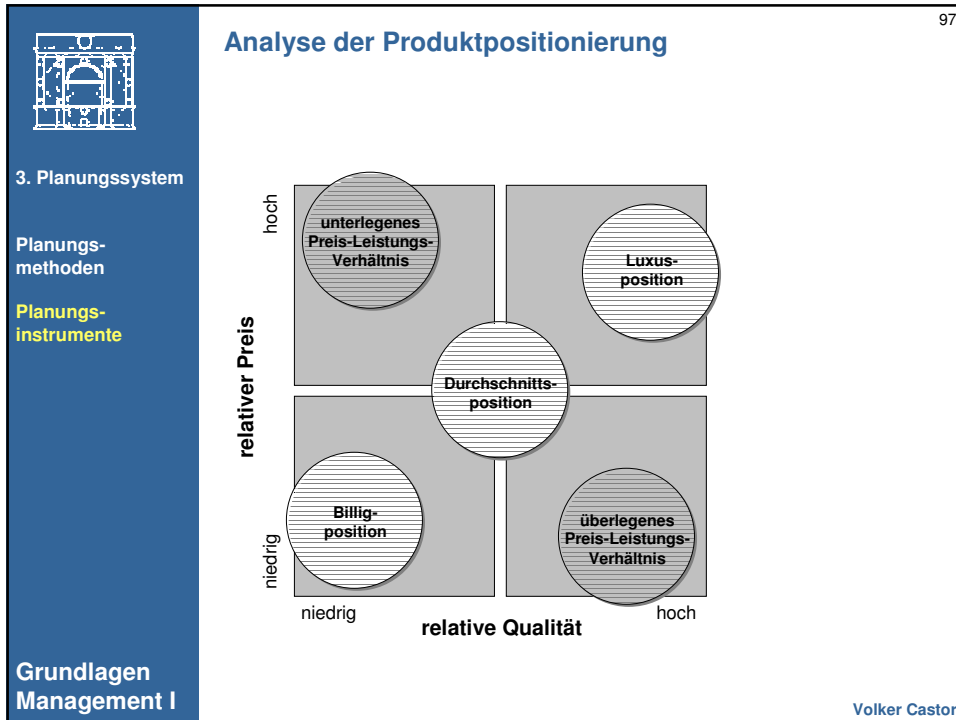 97
Analyse der Produktpositionierung
3. Planungssystem
Planungs-
methoden
Planungs-
instrumente
hoch
relativer Preis
niedrig
unterlegenes
Preis-Leistungs-
Verhältnis
Luxus-
position
Durchschnitts-
position
Billig-
position
überlegenes
Preis-Leistungs-
Verhältnis
niedrig
hoch
relative Qualität
Grundlagen
Management I
Volker Castor